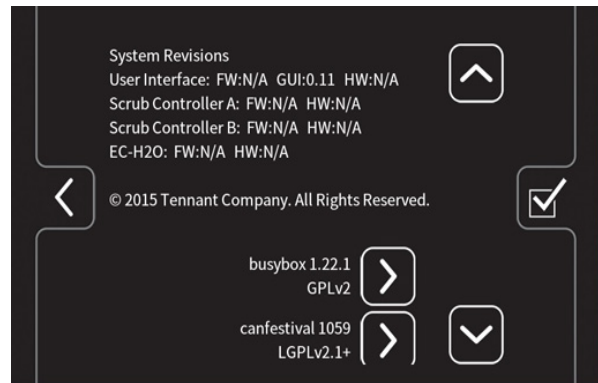 System Revisions
User Interface: FW:N/A GUI:0.11 HW:N/A
Scrub Controller A: FW:N/A HW:N/A
Scrub Controller B: FW:N/A HW:N/A
EC-H2O: FW:N/A HW:N/A
© 2015 Tennant Company. All Rights Reserved.
busybox 1.22.1
GPLv2
canfestival 1059
LGPLv2.1+